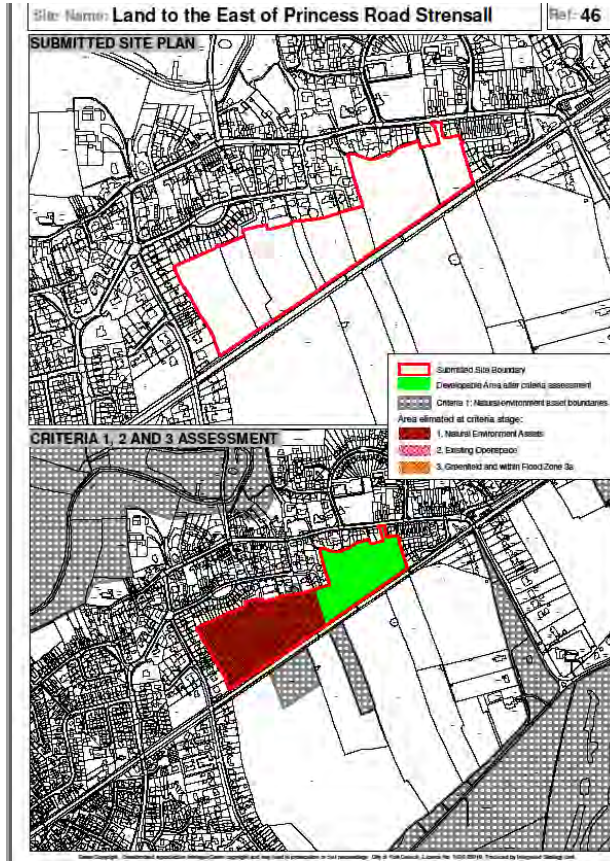 Site Name: Land to the East of Princess Road Strensall
Ref: 46
SUBMITTED SITE PLAN
Submitted Site Boundary
Developable Area after criteria assessment
Criteria 1: Natural environment asset boundaries
Area elimated at criteria stage:
1, Natural Environment Assets
2, Existing Openspace
3, Greenfield and within Flood Zone 3a
CRITERIA 1, 2 AND 3 ASSESSMENT